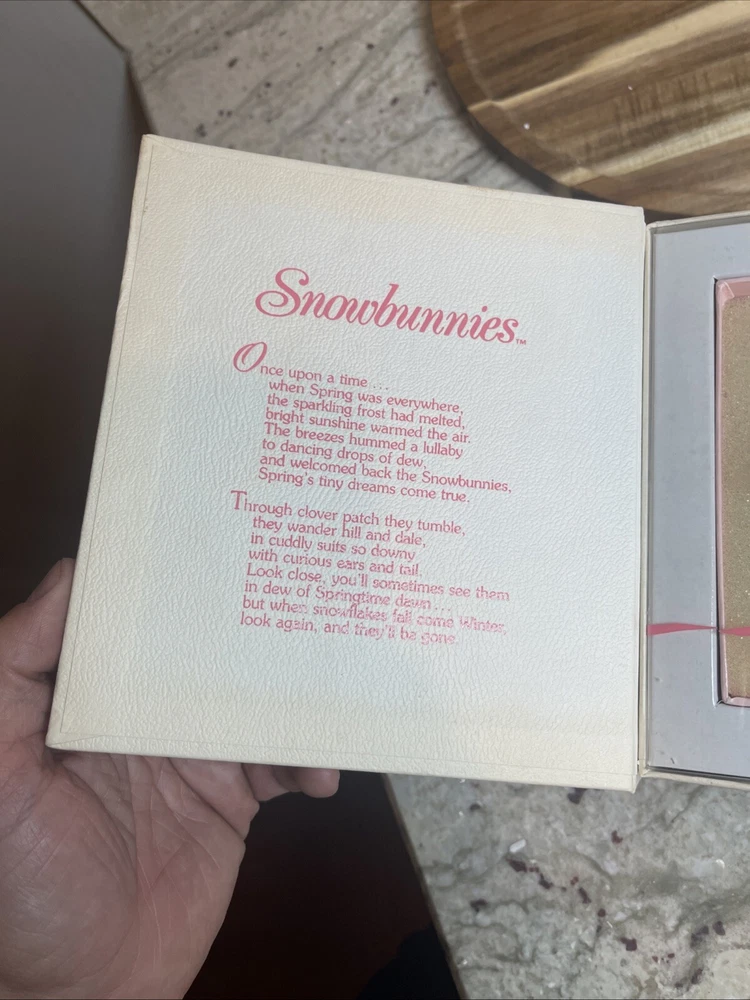 Snowbunnies™
Once upon a time ...
when Spring was everywhere,
the sparkling frost had melted,
bright sunshine warmed the air.
The breezes hummed a lullaby
to dancing drops of dew,
and welcomed back the Snowbunnies,
Spring's tiny dreams come true.
Through clover patch they tumble,
they wander hill and dale,
in cuddly suits so downy
with curious ears and tail.
Look close, you'll sometimes see them
in dew of Springtime dawn ...
but when snowflakes fall come Winter,
look again, and they'll be gone.